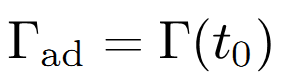 Γ_ad = Γ(t_0)